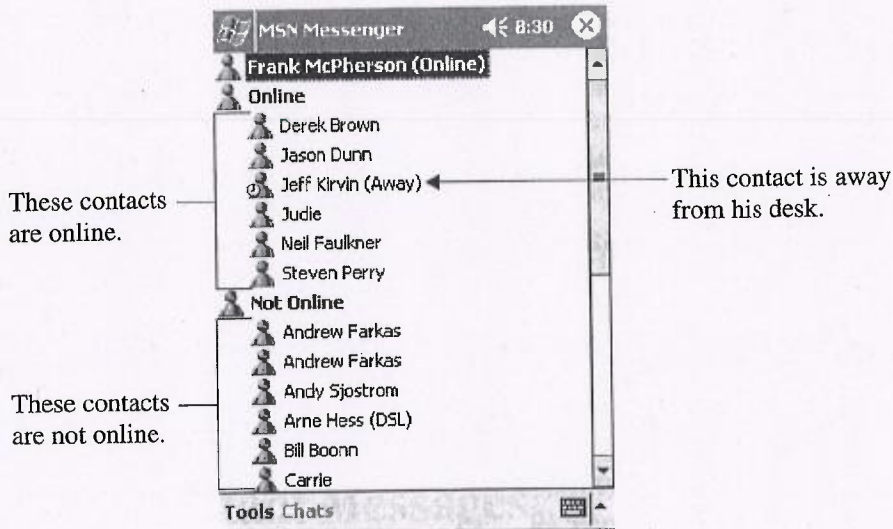 MSN Messenger 8:30
Frank McPherson (Online)
Online
Derek Brown
Jason Dunn
Jeff Kirvin (Away)
Judie
Neil Faulkner
Steven Perry
Not Online
Andrew Farkas
Andrew Farkas
Andy Sjostrom
Arne Hess (DSL)
Bill Boonn
Carrie
Tools Chats
These contacts
are online.
This contact is away
from his desk.
These contacts
are not online.